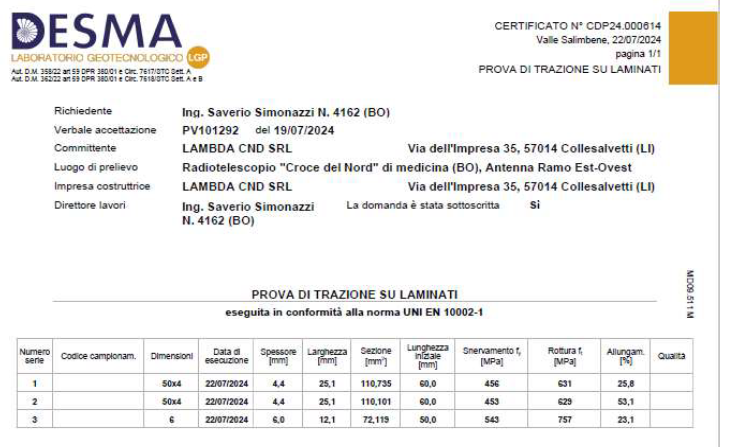 DESMA
LABORATORIO GEOTECNOLOGICO LGP
Aut. D.M. 358/22 art 59 DPR 380/01 e Circ. 7617/STC Sett. A
Aut. D.M. 362/22 art 59 DPR 380/01 e Circ. 7618/STC Sett. A e B
CERTIFICATO N° CDP24.000614
Valle Salimbene, 22/07/2024
pagina 1/1
PROVA DI TRAZIONE SU LAMINATI
Richiedente Ing. Saverio Simonazzi N. 4162 (BO)
Verbale accettazione PV101292 del 19/07/2024
Committente LAMBDA CND SRL Via dell'Impresa 35, 57014 Collesalvetti (LI)
Luogo di prelievo Radiotelescopio "Croce del Nord" di medicina (BO), Antenna Ramo Est-Ovest
Impresa costruttrice LAMBDA CND SRL Via dell'Impresa 35, 57014 Collesalvetti (LI)
Direttore lavori Ing. Saverio Simonazzi N. 4162 (BO) La domanda è stata sottoscritta Si
MD09.511 M
PROVA DI TRAZIONE SU LAMINATI
eseguita in conformità alla norma UNI EN 10002-1
Numero serie Codice campionam. Dimensioni Data di esecuzione Spessore [mm] Larghezza [mm] Sezione [mm²] Lunghezza iniziale [mm] Snervamento fy [MPa] Rottura ft [MPa] Allungam. [%] Qualità
1 50x4 22/07/2024 4,4 25,1 110,735 60,0 456 631 25,8
2 50x4 22/07/2024 4,4 25,1 110,101 60,0 453 629 53,1
3 6 22/07/2024 6,0 12,1 72,119 50,0 543 757 23,1